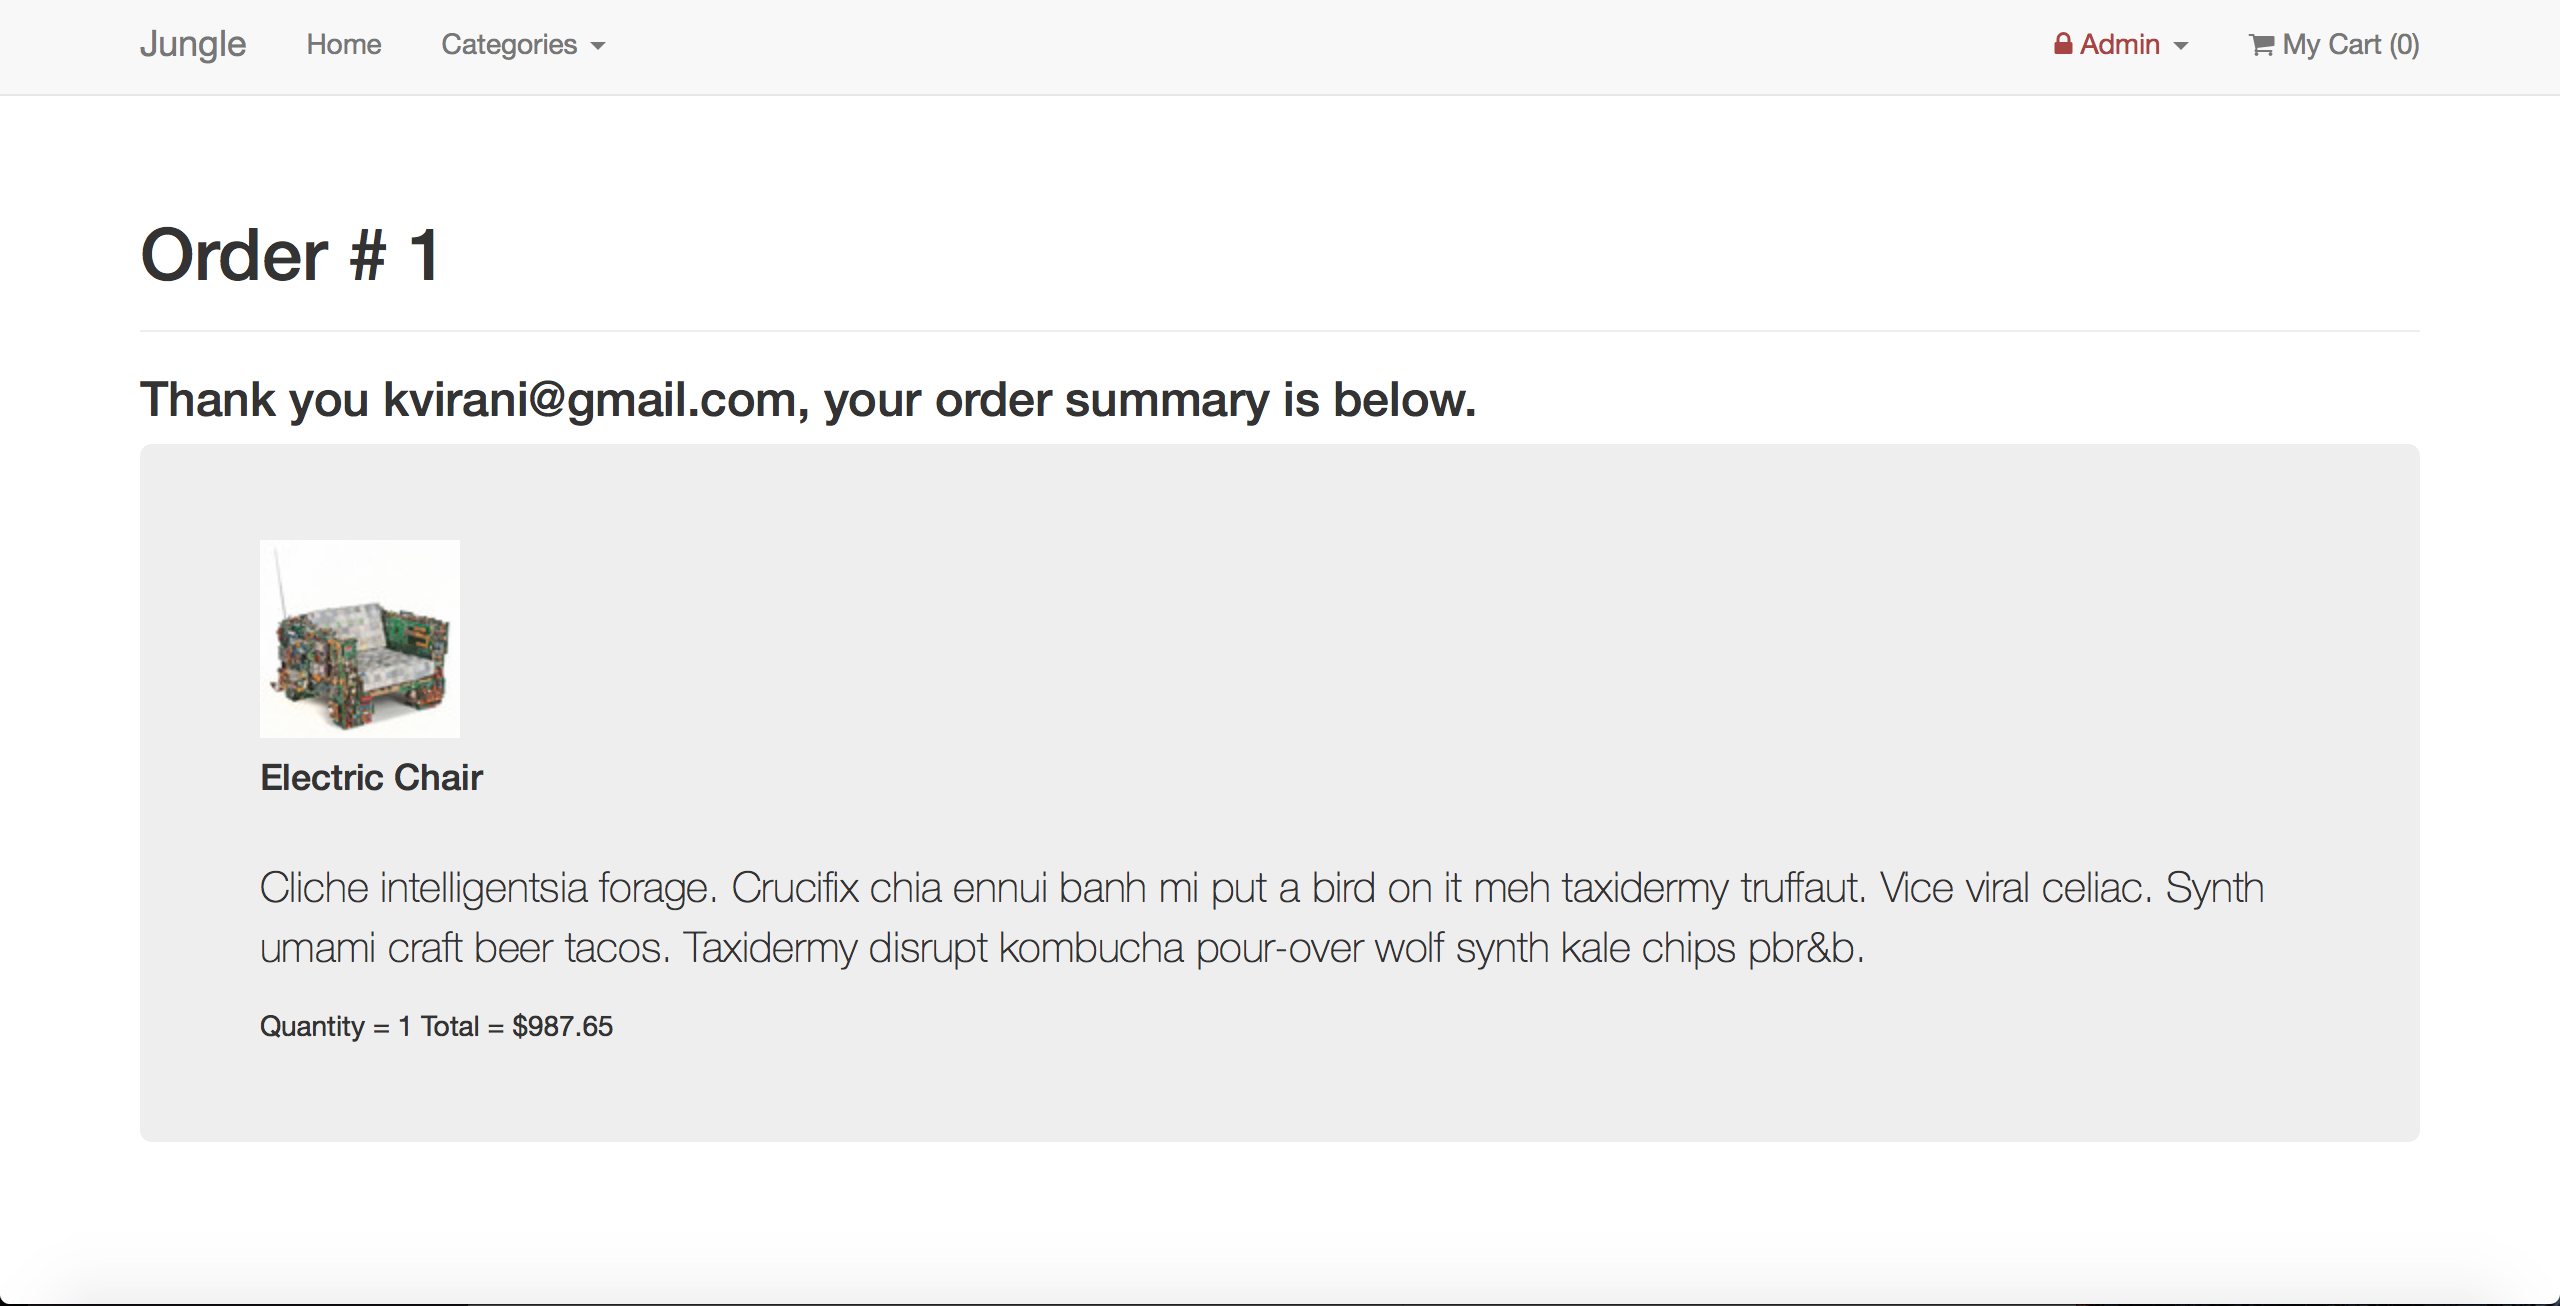 Jungle Home Categories Admin My Cart (0)
Order # 1
Thank you kvirani@gmail.com, your order summary is below.
Electric Chair
Cliche intelligentsia forage. Crucifix chia ennui banh mi put a bird on it meh taxidermy truffaut. Vice viral celiac. Synth
umami craft beer tacos. Taxidermy disrupt kombucha pour-over wolf synth kale chips pbr&b.
Quantity = 1 Total = $987.65